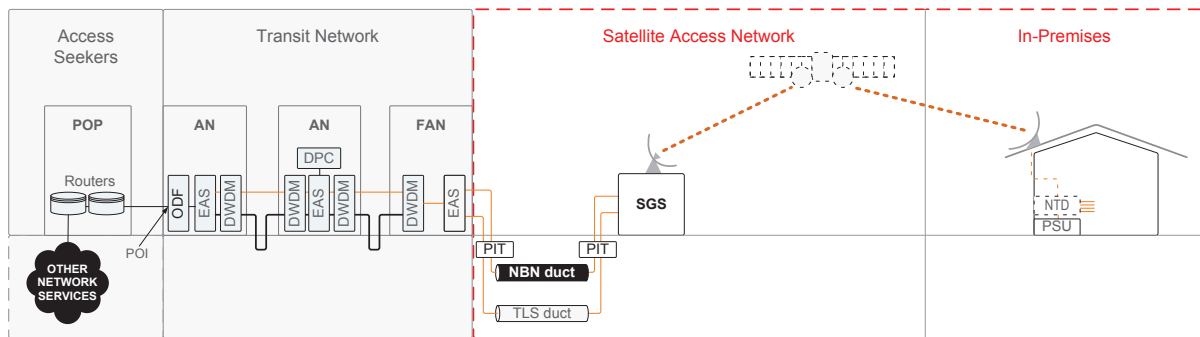 Access
Seekers
Transit Network
Satellite Access Network
In-Premises
POP
AN
AN
FAN
DPC
Routers
ODF
EAS
DWDM
DWDM
EAS
DWDM
DWDM
EAS
SGS
NTD
PSU
POI
PIT
PIT
OTHER
NETWORK
SERVICES
NBN duct
TLS duct